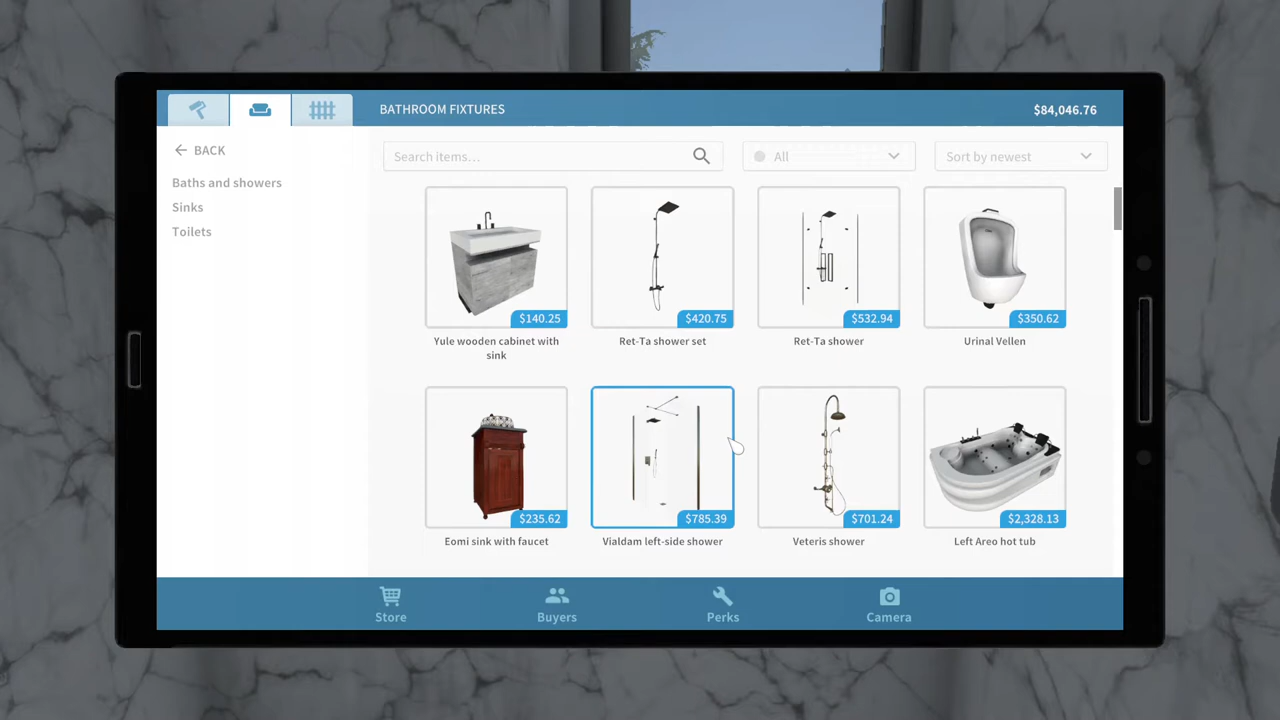 BATHROOM FIXTURES
$84,046.76
BACK
Baths and showers
Sinks
Toilets
Search items...
All
Sort by newest
$140.25
$420.75
$532.94
$350.62
Yule wooden cabinet with
sink
Ret-Ta shower set
Ret-Ta shower
Urinal Vellen
$235.62
$785.39
$701.24
$2,328.13
Eomi sink with faucet
Vialdam left-side shower
Veteris shower
Left Areo hot tub
Store
Buyers
Perks
Camera